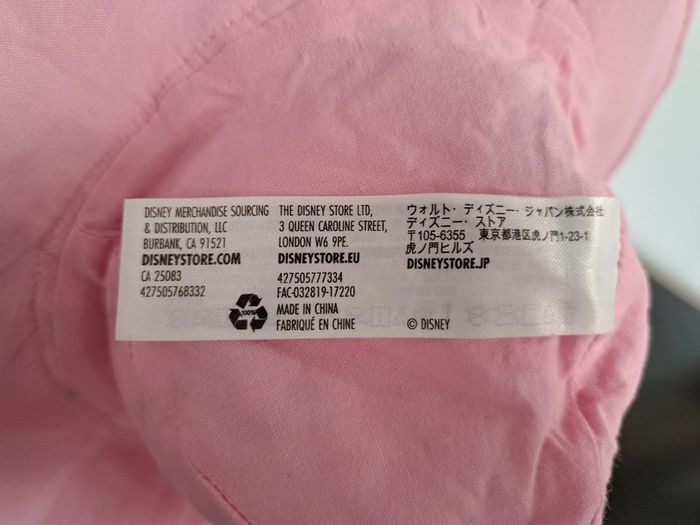 DISNEY MERCHANDISE SOURCING
& DISTRIBUTION, LLC
BURBANK, CA 91521
DISNEYSTORE.COM
CA 25083
427505768332
THE DISNEY STORE LTD,
3 QUEEN CAROLINE STREET,
LONDON W6 9PE.
DISNEYSTORE.EU
427505777334
FAC-032819-17220
100%
MADE IN CHINA
FABRIQUÉ EN CHINE
ウォルト・ディズニー・ジャパン株式会社
ディズニー・ストア
〒105-6355 東京都港区虎ノ門1-23-1
虎ノ門ヒルズ
DISNEYSTORE.JP
© DISNEY